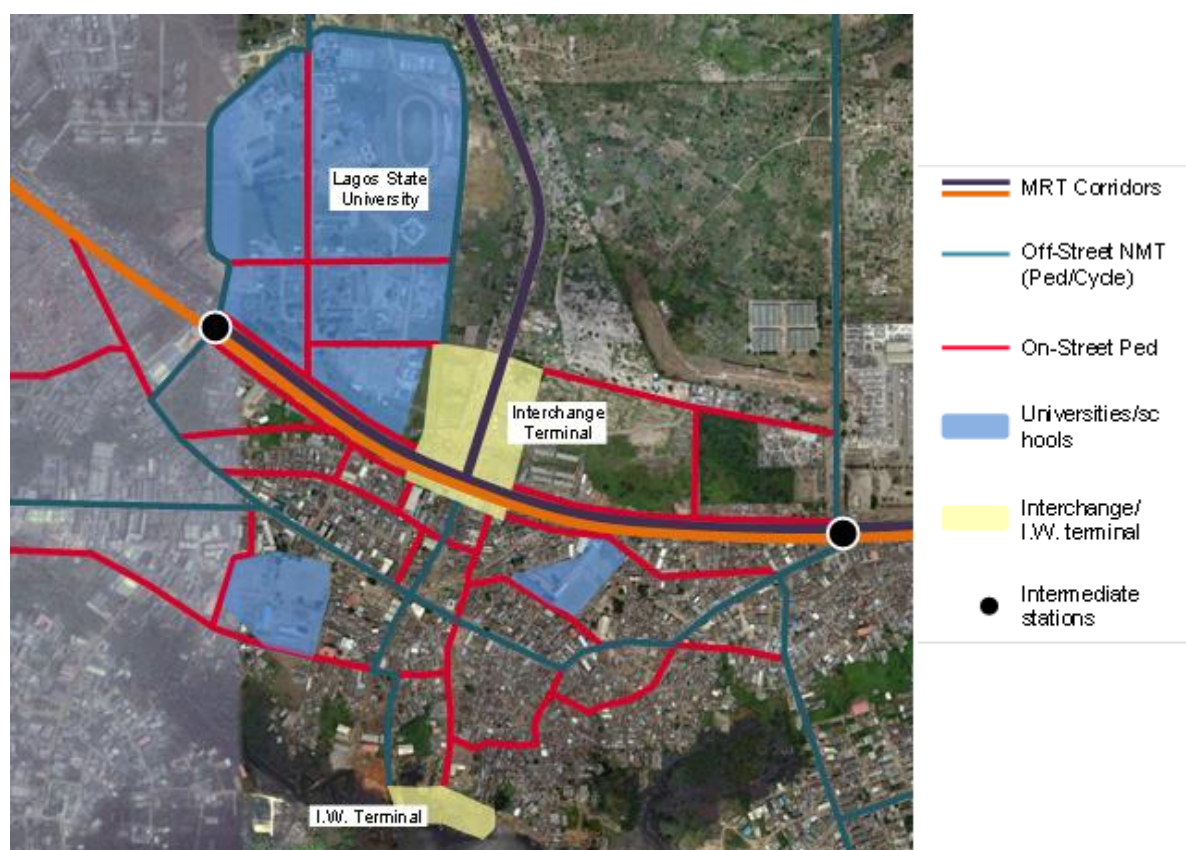 Lagos State
University
Interchange
Terminal
I.W. Terminal
MRT Corridors
Off-Street NMT
(Ped/Cycle)
On-Street Ped
Universities/sc
hools
Interchange/
I.W. terminal
Intermediate
stations